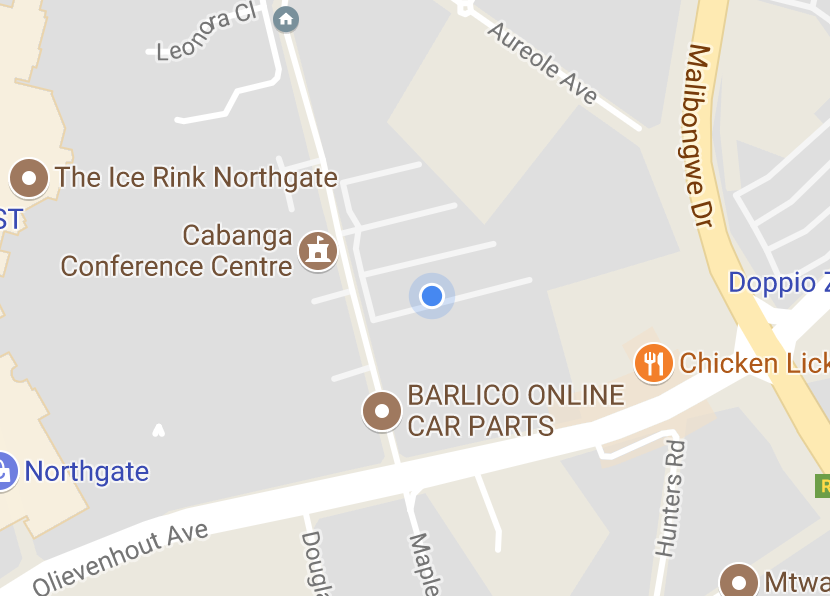 Leonora Cl
Aureole Ave
Malibongwe Dr
The Ice Rink Northgate
ST
Cabanga
Conference Centre
Doppio Z
Chicken Lick
BARLICO ONLINE
CAR PARTS
Northgate
R
Hunters Rd
Olievenhout Ave
Dougla
Maple
Mtwa